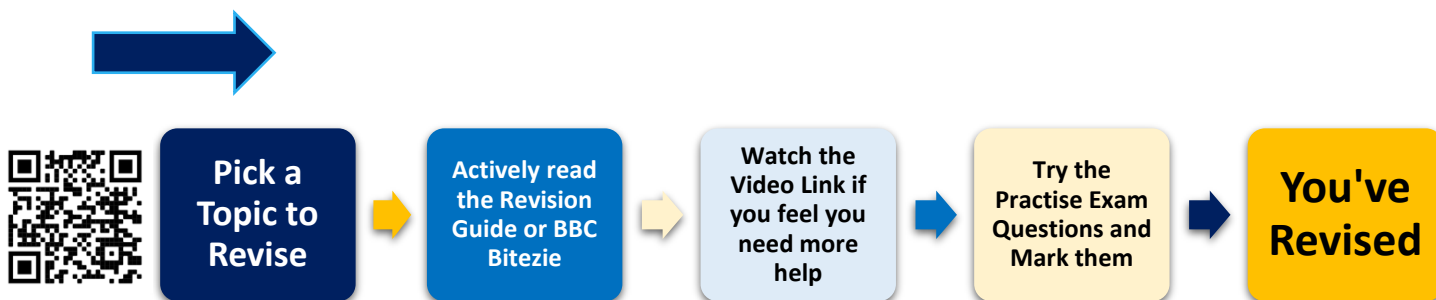 Pick a
Topic to
Revise
Actively read
the Revision
Guide or BBC
Bitezie
Watch the
Video Link if
you feel you
need more
help
Try the
Practise Exam
Questions and
Mark them
You've
Revised